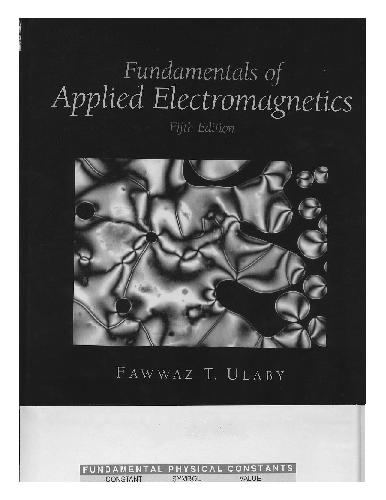 Fundamentals of
Applied Electromagnetics
Fifth Edition
FAWWAZ T. ULABY
FUNDAMENTAL PHYSICAL CONSTANTS
CONSTANT SYMBOL VALUE